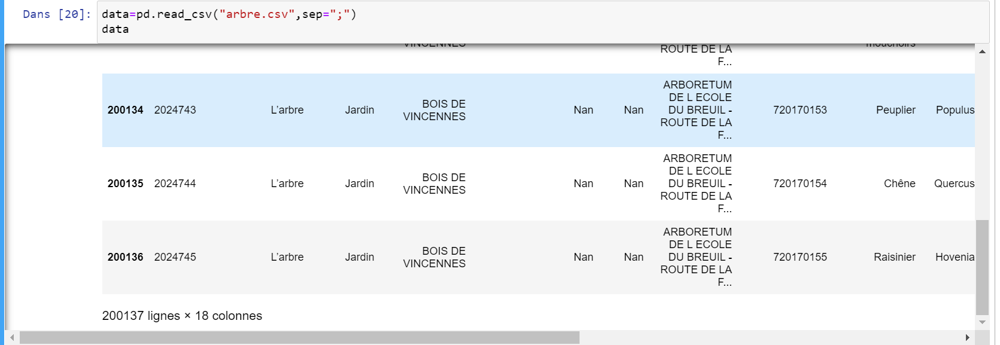 Dans [20]: data=pd.read_csv("arbre.csv",sep=";")
data
VINCENNES ROUTE DE LA F... mouchoirs
200134 2024743 L'arbre Jardin BOIS DE VINCENNES Nan Nan ARBORETUM DE L ECOLE DU BREUIL - ROUTE DE LA F... 720170153 Peuplier Populus
200135 2024744 L'arbre Jardin BOIS DE VINCENNES Nan Nan ARBORETUM DE L ECOLE DU BREUIL - ROUTE DE LA F... 720170154 Chêne Quercus
200136 2024745 L'arbre Jardin BOIS DE VINCENNES Nan Nan ARBORETUM DE L ECOLE DU BREUIL - ROUTE DE LA F... 720170155 Raisinier Hovenia
200137 lignes × 18 colonnes